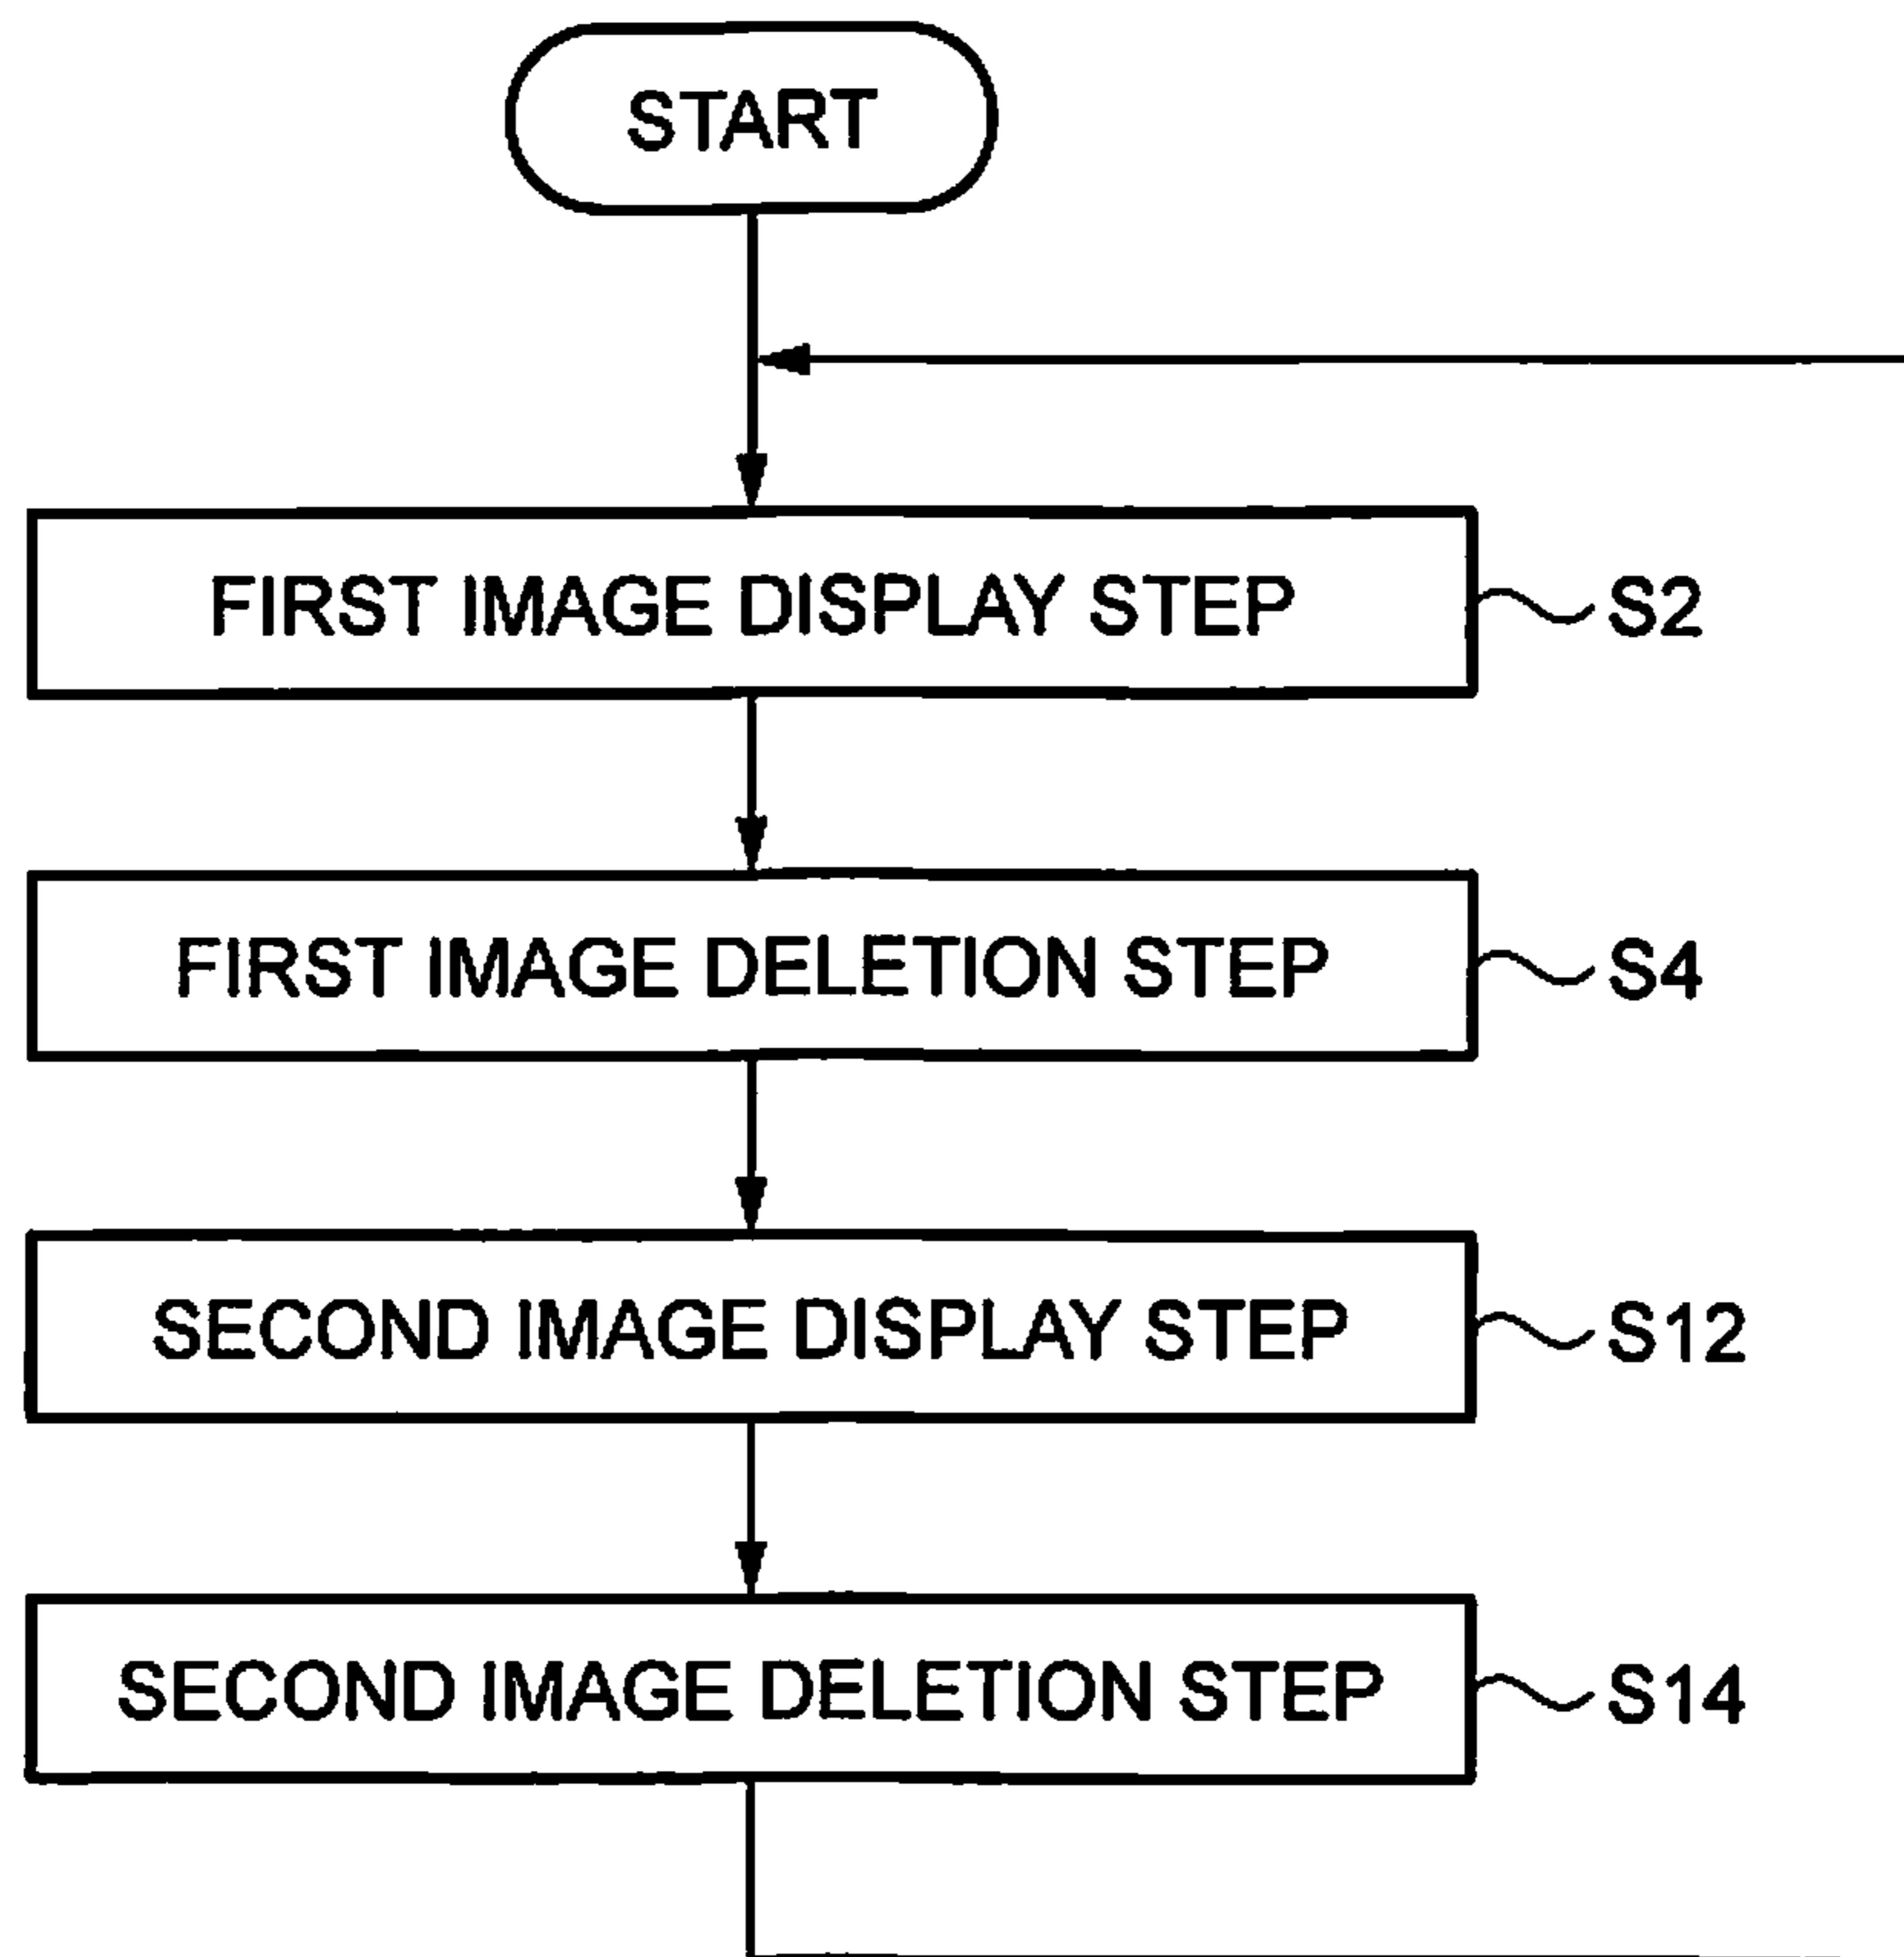 START
FIRST IMAGE DISPLAY STEP
S2
FIRST IMAGE DELETION STEP
S4
SECOND IMAGE DISPLAY STEP
S12
SECOND IMAGE DELETION STEP
S14